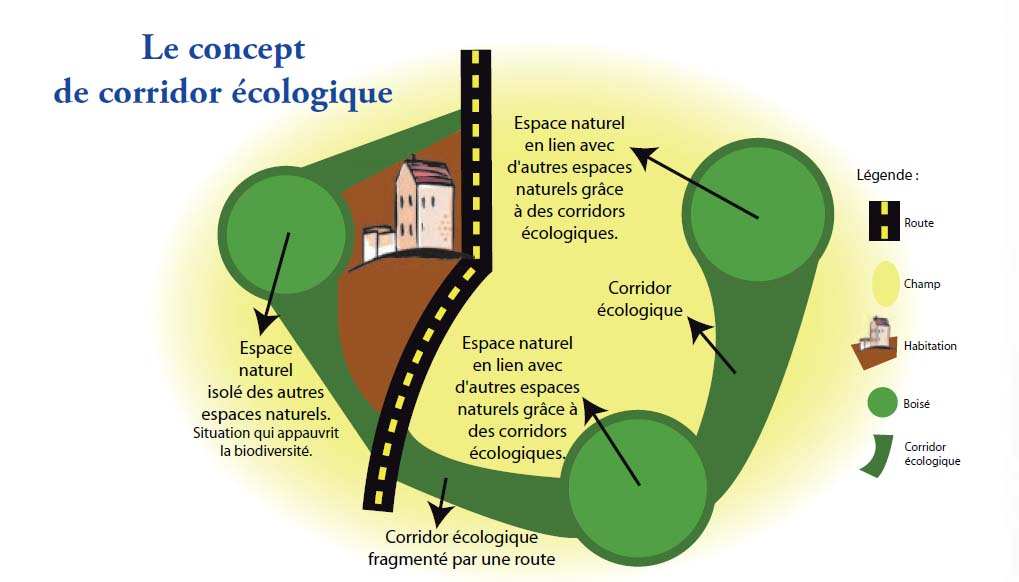 Le concept
de corridor écologique
Espace naturel
en lien avec
d'autres espaces
naturels grâce
à des corridors
écologiques.
Corridor
écologique
Espace naturel
en lien avec
d'autres espaces
naturels grâce à
des corridors
écologiques.
Espace
naturel
isolé des autres
espaces naturels.
Situation qui appauvrit
la biodiversité.
Corridor écologique
fragmenté par une route
Légende :
Route
Champ
Habitation
Boisé
Corridor
écologique